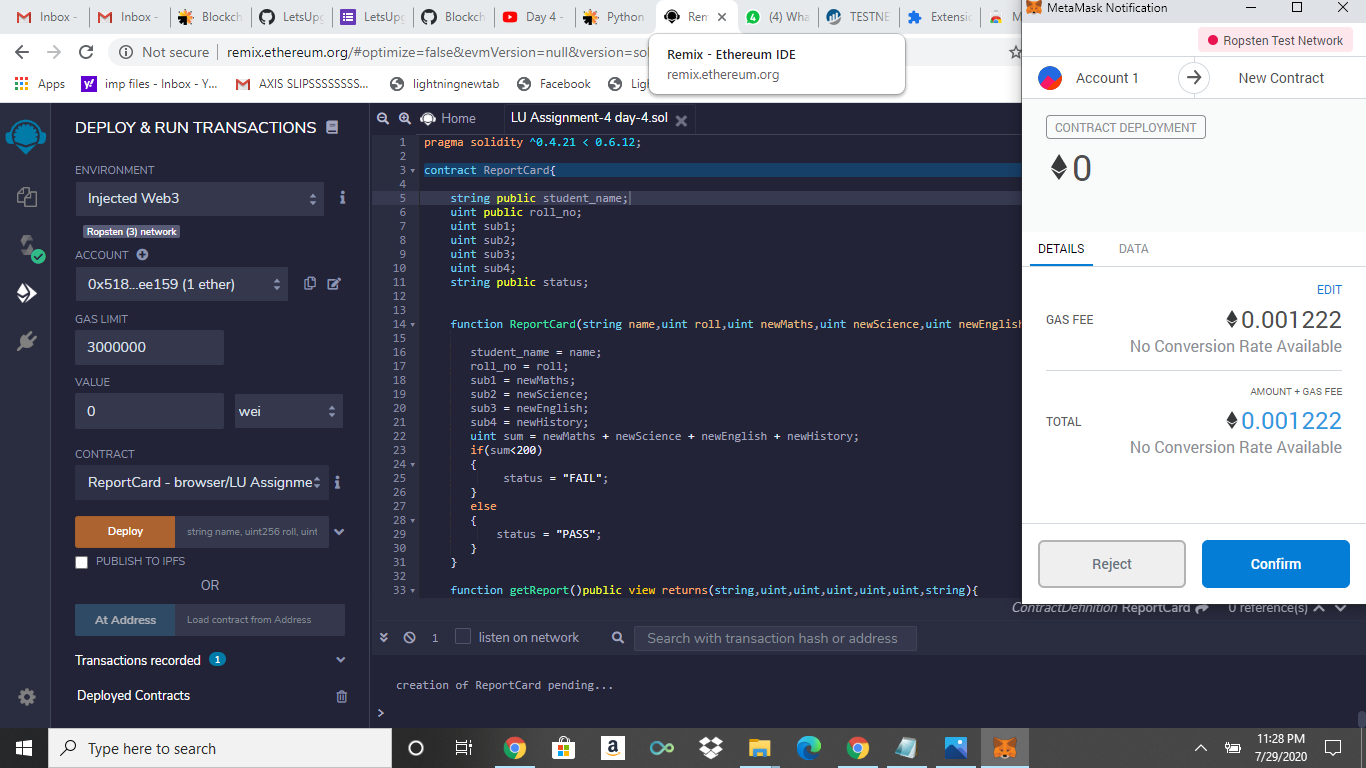 Inbox -
Inbox -
Blockch
LetsUpg
LetsUpg
Blockch
Day 4 -
Python
Rem
(4) Wha
TESTNE
Extensic
MetaMask Notification
Not secure
remix.ethereum.org/#optimize=false&evmVersion=null&version=sol
Remix - Ethereum IDE
remix.ethereum.org
Apps
imp files - Inbox - Y...
AXIS SLIPSSSSSSSS...
lightningnewtab
Facebook
Ligh
Ropsten Test Network
Account 1
New Contract
CONTRACT DEPLOYMENT
0
DETAILS
DATA
EDIT
GAS FEE
0.001222
No Conversion Rate Available
AMOUNT + GAS FEE
TOTAL
0.001222
No Conversion Rate Available
Reject
Confirm
DEPLOY & RUN TRANSACTIONS
ENVIRONMENT
Injected Web3
Ropsten (3) network
ACCOUNT
0x518...ee159 (1 ether)
GAS LIMIT
3000000
VALUE
0
wei
CONTRACT
ReportCard - browser/LU Assignme
Deploy
string name, uint256 roll, uint
PUBLISH TO IPFS
OR
At Address
Load contract from Address
Transactions recorded 1
Deployed Contracts
Home
LU Assignment-4 day-4.sol
1 pragma solidity ^0.4.21 < 0.6.12;
2
3 contract ReportCard{
4
5 string public student_name;
6 uint public roll_no;
7 uint sub1;
8 uint sub2;
9 uint sub3;
10 uint sub4;
11 string public status;
12
13
14 function ReportCard(string name,uint roll,uint newMaths,uint newScience,uint newEnglish
15
16 student_name = name;
17 roll_no = roll;
18 sub1 = newMaths;
19 sub2 = newScience;
20 sub3 = newEnglish;
21 sub4 = newHistory;
22 uint sum = newMaths + newScience + newEnglish + newHistory;
23 if(sum<200)
24 {
25 status = "FAIL";
26 }
27 else
28 {
29 status = "PASS";
30 }
31 }
32
33 function getReport()public view returns(string,uint,uint,uint,uint,uint,string){
ContractDefinition ReportCard
0 reference(s)
1
listen on network
Search with transaction hash or address
creation of ReportCard pending...
>
Type here to search
11:28 PM
7/29/2020